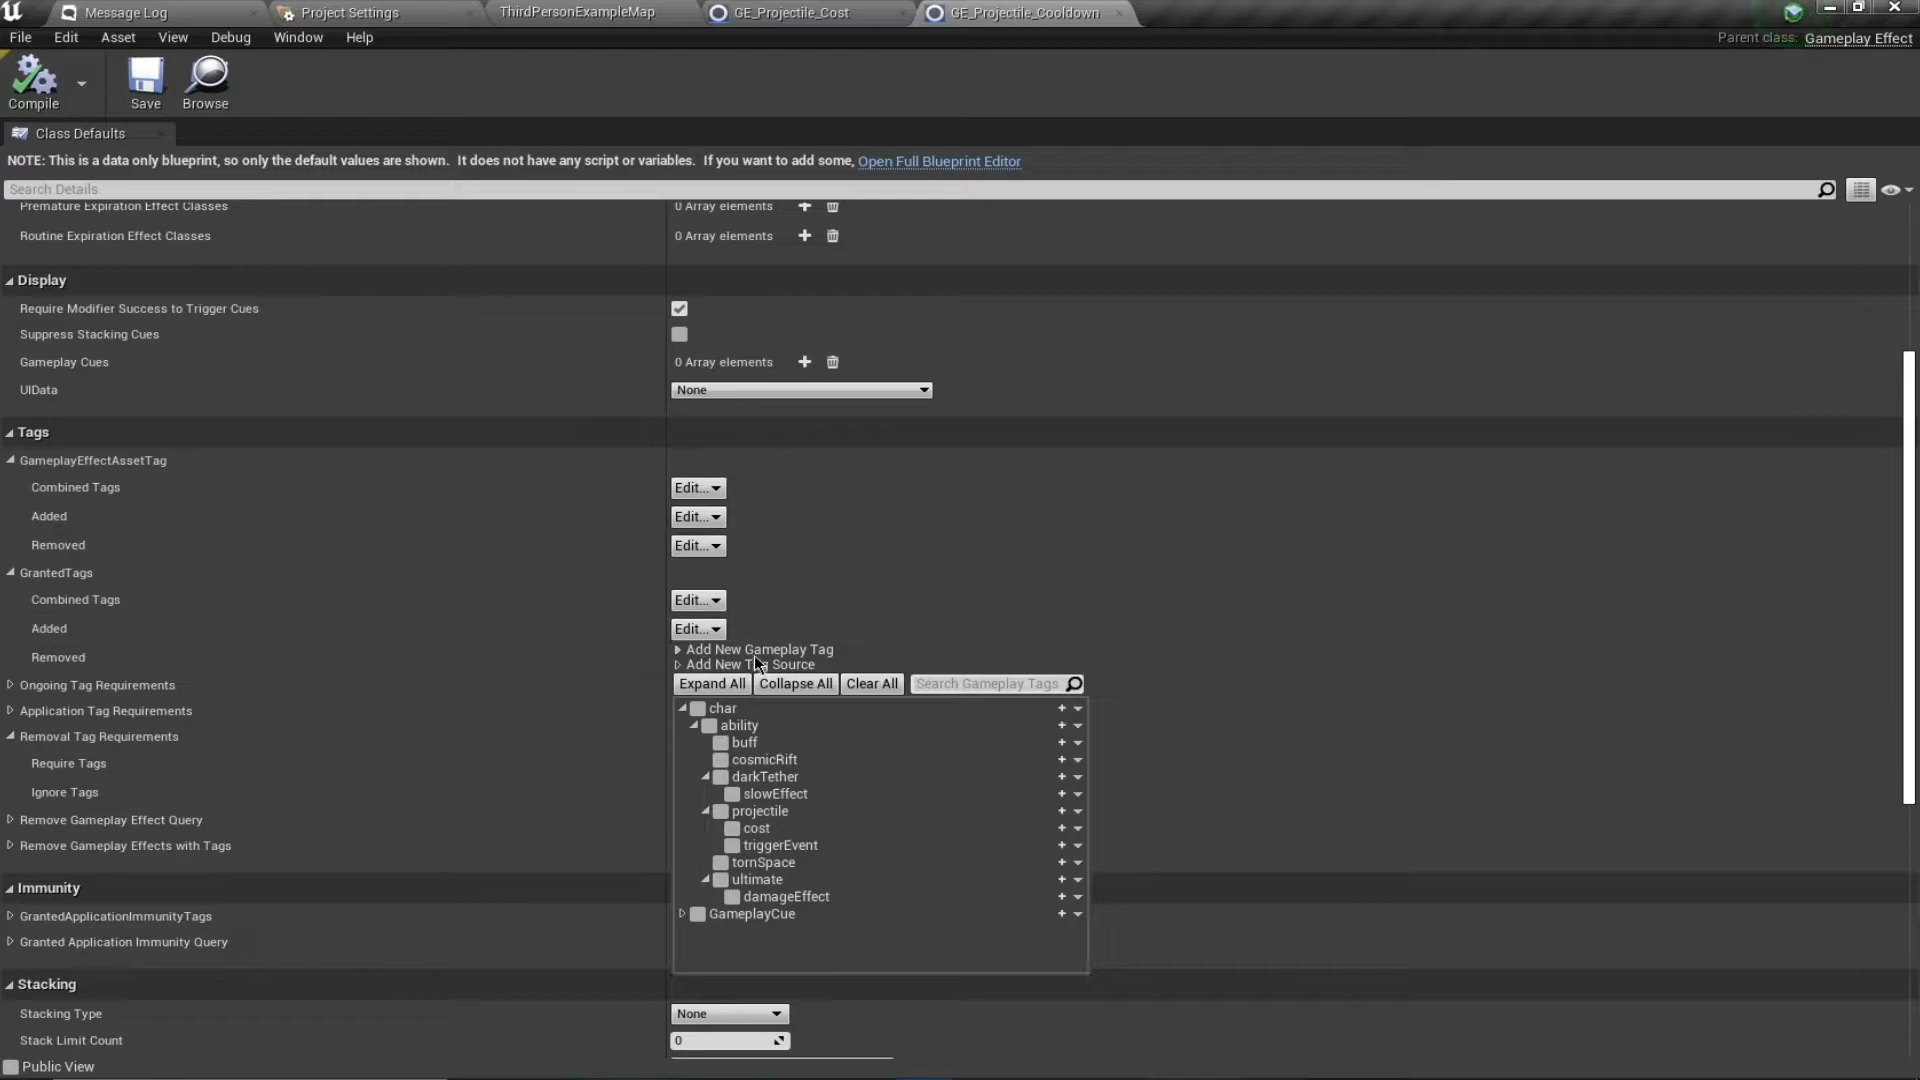 Message Log
Project Settings
ThirdPersonExampleMap
GE_Projectile_Cost
GE_Projectile_Cooldown
File Edit Asset View Debug Window Help
Parent class: Gameplay Effect
Compile
Save
Browse
Class Defaults
NOTE: This is a data only blueprint, so only the default values are shown. It does not have any script or variables. If you want to add some, Open Full Blueprint Editor
Search Details
Premature Expiration Effect Classes 0 Array elements
Routine Expiration Effect Classes 0 Array elements
Display
Require Modifier Success to Trigger Cues
Suppress Stacking Cues
Gameplay Cues 0 Array elements
UIData None
Tags
GameplayEffectAssetTag
Combined Tags Edit...
Added Edit...
Removed Edit...
GrantedTags
Combined Tags Edit...
Added Edit...
Removed
Add New Gameplay Tag
Add New Source
Expand All Collapse All Clear All Search Gameplay Tags
char
ability
buff
cosmicRift
darkTether
slowEffect
projectile
cost
triggerEvent
tornSpace
ultimate
damageEffect
GameplayCue
Ongoing Tag Requirements
Application Tag Requirements
Removal Tag Requirements
Require Tags
Ignore Tags
Remove Gameplay Effect Query
Remove Gameplay Effects with Tags
Immunity
GrantedApplicationImmunityTags
Granted Application Immunity Query
Stacking
Stacking Type None
Stack Limit Count 0
Public View